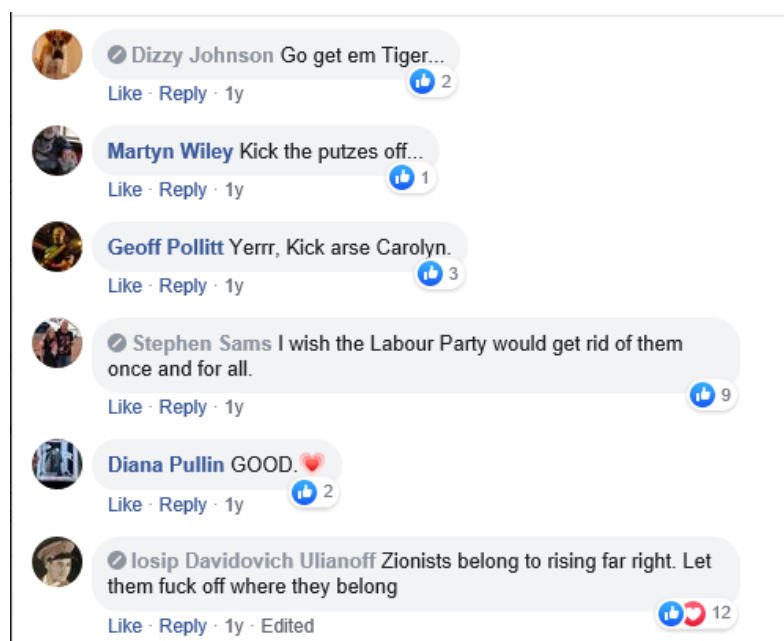 Dizzy Johnson Go get em Tiger...
2
Like · Reply · 1y
Martyn Wiley Kick the putzes off...
1
Like · Reply · 1y
Geoff Pollitt Yerrr, Kick arse Carolyn.
3
Like · Reply · 1y
Stephen Sams I wish the Labour Party would get rid of them
once and for all.
9
Like · Reply · 1y
Diana Pullin GOOD.
2
Like · Reply · 1y
Iosip Davidovich Ulianoff Zionists belong to rising far right. Let
them fuck off where they belong
12
Like · Reply · 1y · Edited